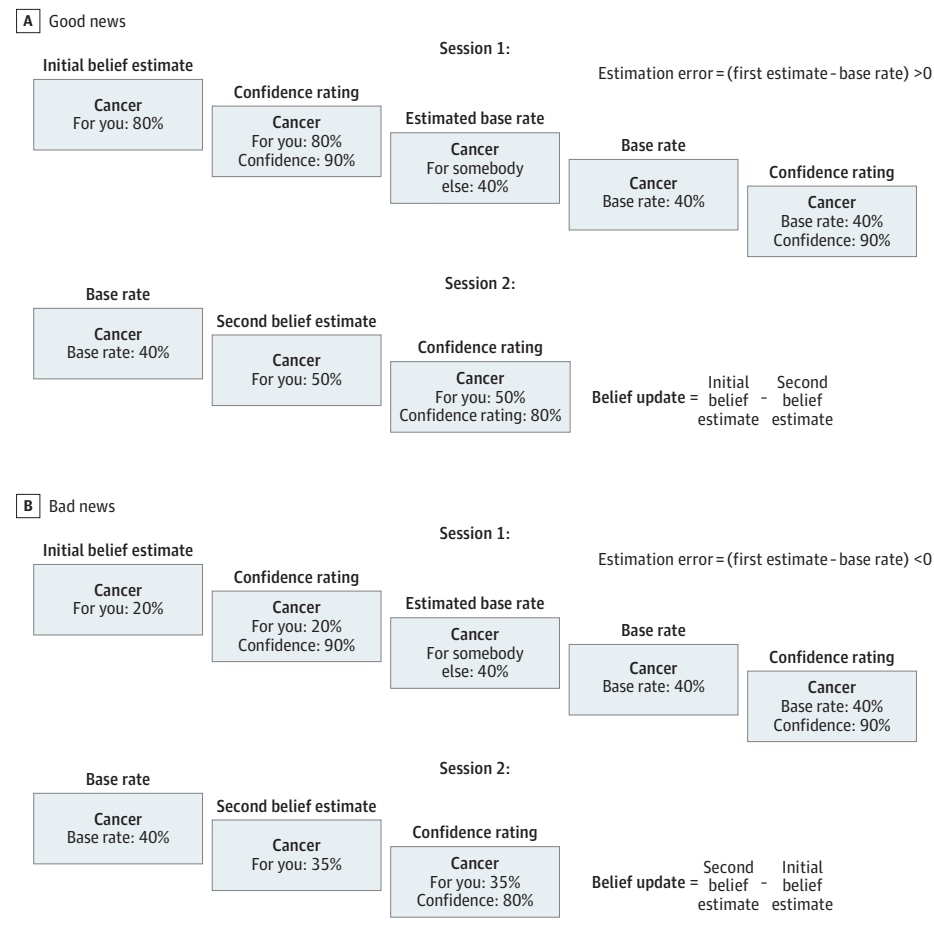 A Good news
Session 1:
Estimation error = (first estimate - base rate) >0
Initial belief estimate
Cancer
For you: 80%
Confidence rating
Cancer
For you: 80%
Confidence: 90%
Estimated base rate
Cancer
For somebody
else: 40%
Base rate
Cancer
Base rate: 40%
Confidence rating
Cancer
Base rate: 40%
Confidence: 90%
Session 2:
Base rate
Cancer
Base rate: 40%
Second belief estimate
Cancer
For you: 50%
Confidence rating
Cancer
For you: 50%
Confidence rating: 80%
Initial Second
Belief update = belief - belief
estimate estimate
B Bad news
Session 1:
Estimation error = (first estimate - base rate) <0
Initial belief estimate
Cancer
For you: 20%
Confidence rating
Cancer
For you: 20%
Confidence: 90%
Estimated base rate
Cancer
For somebody
else: 40%
Base rate
Cancer
Base rate: 40%
Confidence rating
Cancer
Base rate: 40%
Confidence: 90%
Session 2:
Base rate
Cancer
Base rate: 40%
Second belief estimate
Cancer
For you: 35%
Confidence rating
Cancer
For you: 35%
Confidence: 80%
Second Initial
Belief update = belief - belief
estimate estimate